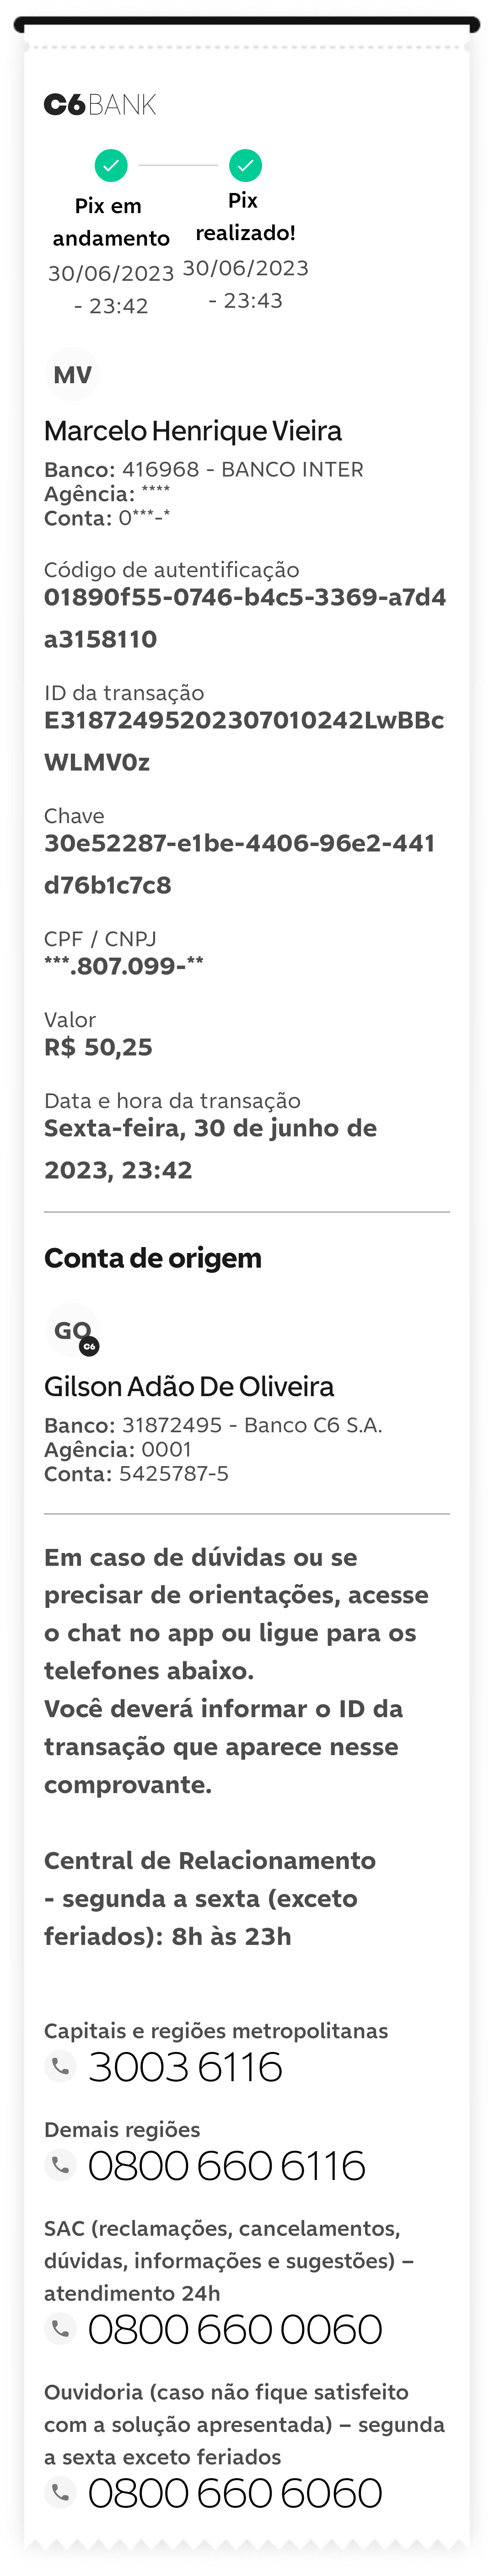 C6BANK
Pix em
andamento
30/06/2023
- 23:42
Pix
realizado!
30/06/2023
- 23:43
MV
Marcelo Henrique Vieira
Banco: 416968 - BANCO INTER
Agência: ****
Conta: 0***-*
Código de autentificação
01890f55-0746-b4c5-3369-a7d4
a3158110
ID da transação
E31872495202307010242LwBBc
WLMV0z
Chave
30e52287-e1be-4406-96e2-441
d76b1c7c8
CPF / CNPJ
***.807.099-**
Valor
R$ 50,25
Data e hora da transação
Sexta-feira, 30 de junho de
2023, 23:42
Conta de origem
GO
C6
Gilson Adão De Oliveira
Banco: 31872495 - Banco C6 S.A.
Agência: 0001
Conta: 5425787-5
Em caso de dúvidas ou se
precisar de orientações, acesse
o chat no app ou ligue para os
telefones abaixo.
Você deverá informar o ID da
transação que aparece nesse
comprovante.
Central de Relacionamento
- segunda a sexta (exceto
feriados): 8h às 23h
Capitais e regiões metropolitanas
3003 6116
Demais regiões
0800 660 6116
SAC (reclamações, cancelamentos,
dúvidas, informações e sugestões) –
atendimento 24h
0800 660 0060
Ouvidoria (caso não fique satisfeito
com a solução apresentada) – segunda
a sexta exceto feriados
0800 660 6060